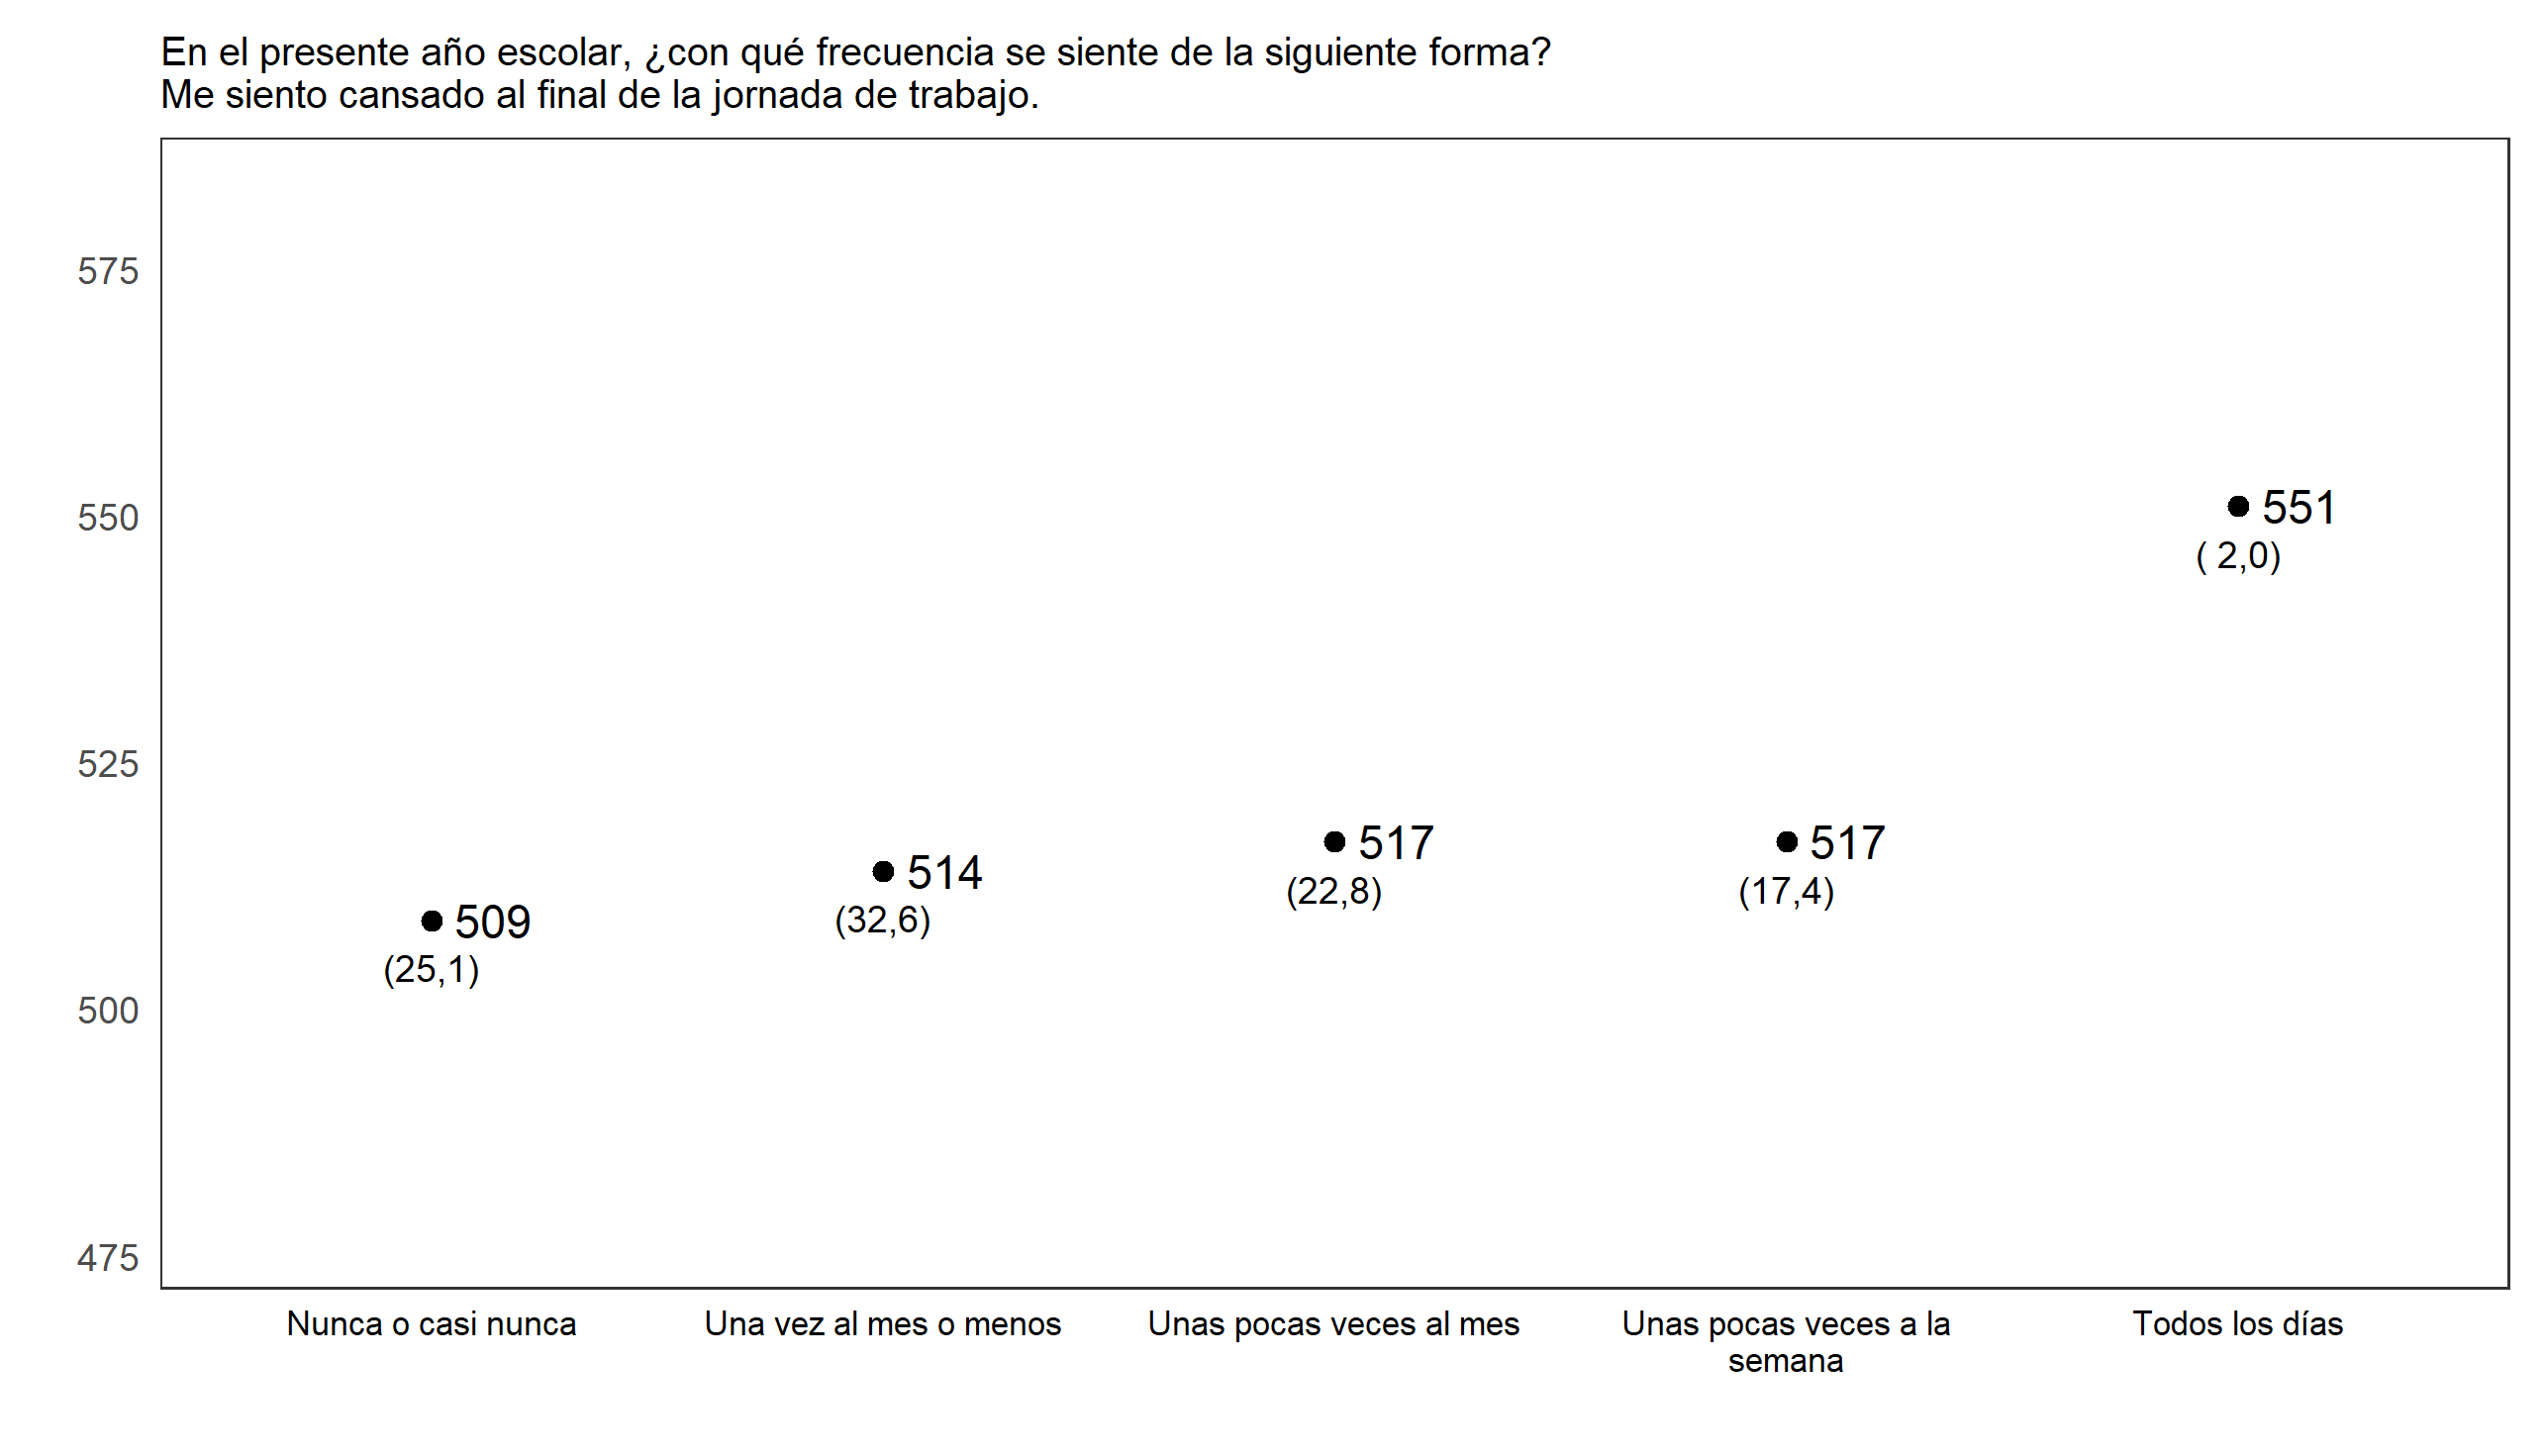 En el presente año escolar, ¿con qué frecuencia se siente de la siguiente forma?
Me siento cansado al final de la jornada de trabajo.
575
550
525
500
475
551
( 2,0)
517
(22,8)
517
(17,4)
514
(32,6)
509
(25,1)
Nunca o casi nunca
Una vez al mes o menos
Unas pocas veces al mes
Unas pocas veces a la
semana
Todos los días